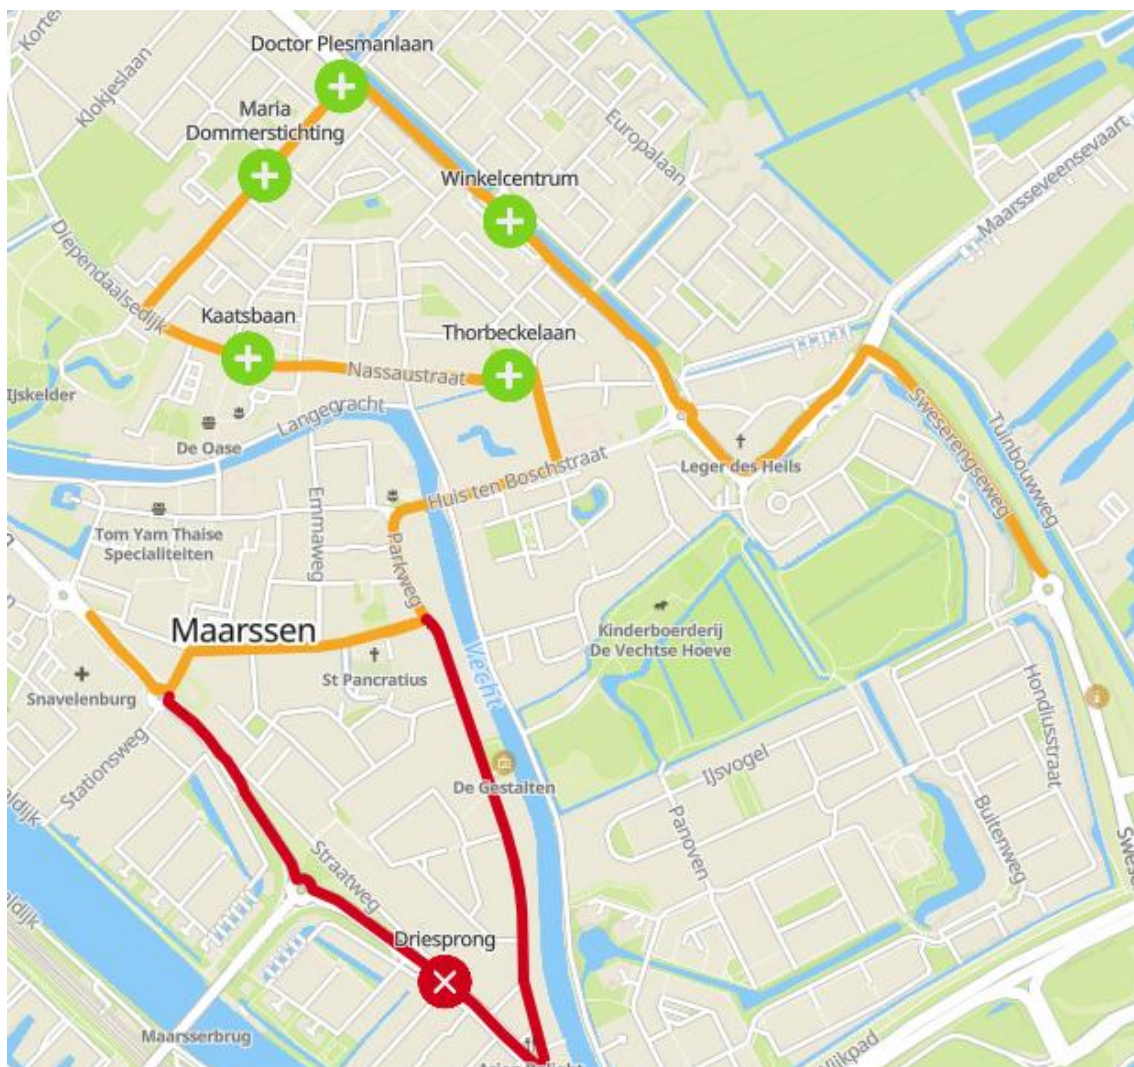 Doctor Plesmanlaan
Klokjeslaan
Maria
Dommerstichting
Europalaan
Winkelcentrum
Maarsseveensevaart
Diependaalsedijk
Kaatsbaan
Thorbeckelaan
Nassaustraat
IJskelder
Langegracht
De Oase
Sweserengseweg
Tuinbouwweg
Leger des Heils
Huis ten Boschstraat
Emmaweg
Tom Yam Thaise
Specialiteiten
Parkweg
Maarssen
Kinderboerderij
De Vechtse Hoeve
Vecht
St Pancratius
Snavelenburg
Hondiusstraat
Stationsweg
IJsvogel
De Gestalten
Panoven
Buitenweg
Straatweg
Driesprong
Maarsserbrug